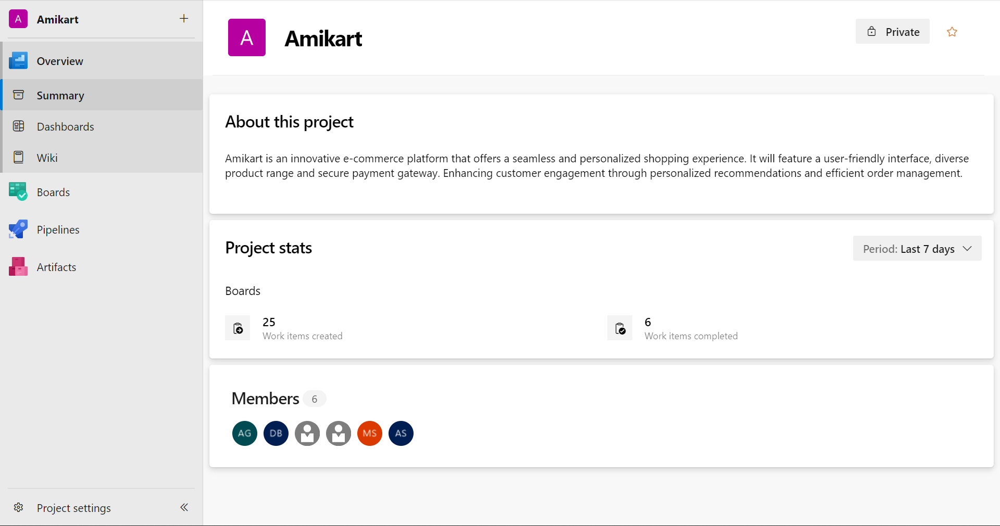 A Amikart
Overview
Summary
Dashboards
Wiki
Boards
Pipelines
Artifacts
Project settings
A Amikart
Private
About this project
Amikart is an innovative e-commerce platform that offers a seamless and personalized shopping experience. It will feature a user-friendly interface, diverse
product range and secure payment gateway. Enhancing customer engagement through personalized recommendations and efficient order management.
Project stats
Period: Last 7 days
Boards
25
Work items created
6
Work items completed
Members 6
AG DB MS AS